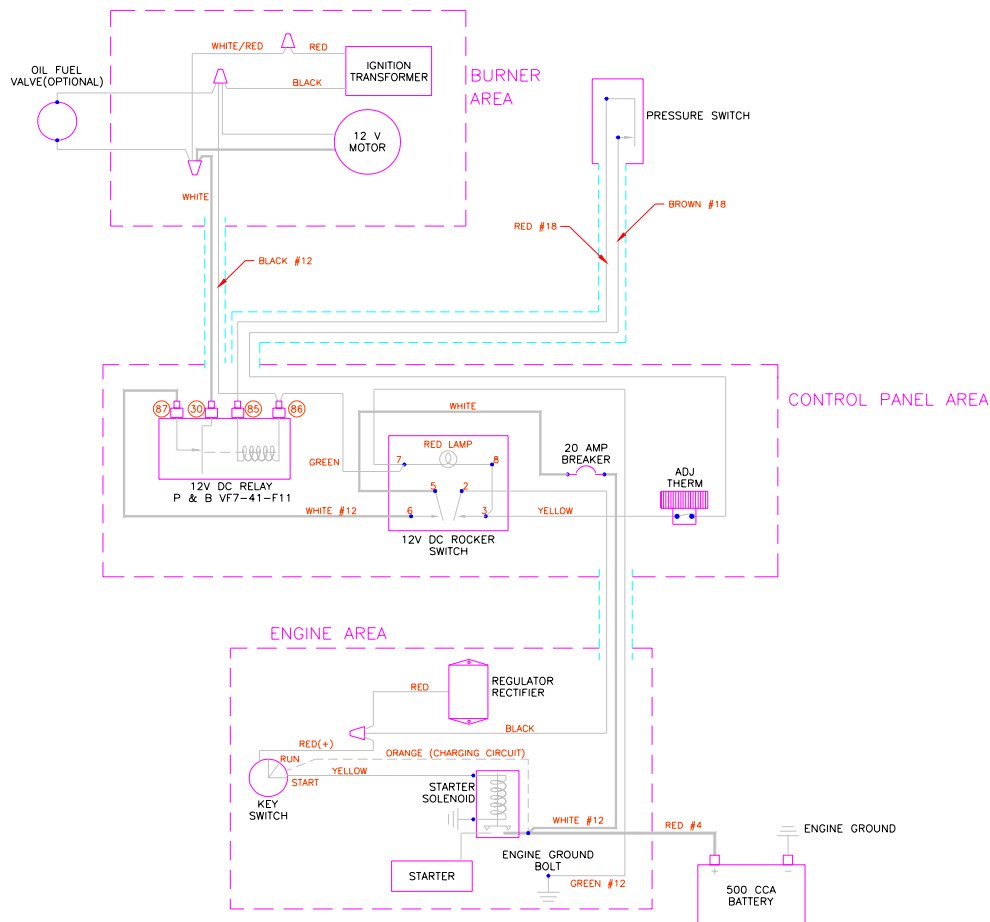 WHITE/RED
RED
IGNITION
TRANSFORMER
OIL FUEL
VALVE(OPTIONAL)
BLACK
BURNER
AREA
PRESSURE SWITCH
12 V
MOTOR
WHITE
BROWN #18
RED #18
BLACK #12
CONTROL PANEL AREA
87
30
85
86
WHITE
RED LAMP
GREEN
7
8
20 AMP
BREAKER
ADJ
THERM
12V DC RELAY
P & B VF7-41-F11
5
2
WHITE #12
6
3
YELLOW
12V DC ROCKER
SWITCH
ENGINE AREA
REGULATOR
RECTIFIER
RED
BLACK
RED(+)
ORANGE (CHARGING CIRCUIT)
RUN
YELLOW
START
KEY
SWITCH
STARTER
SOLENOID
WHITE #12
RED #4
ENGINE GROUND
ENGINE GROUND
BOLT
STARTER
GREEN #12
+
-
500 CCA
BATTERY